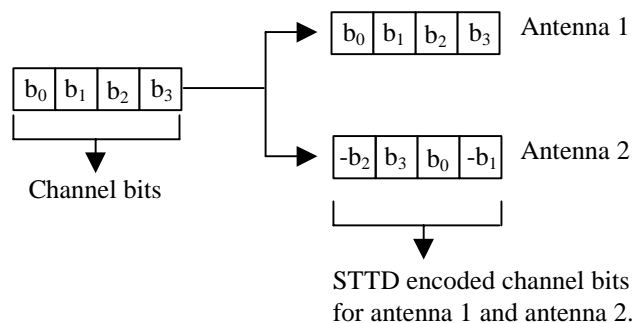 b0 b1 b2 b3 Antenna 1
b0 b1 b2 b3
-b2 b3 b0 -b1 Antenna 2
Channel bits
STTD encoded channel bits
for antenna 1 and antenna 2.